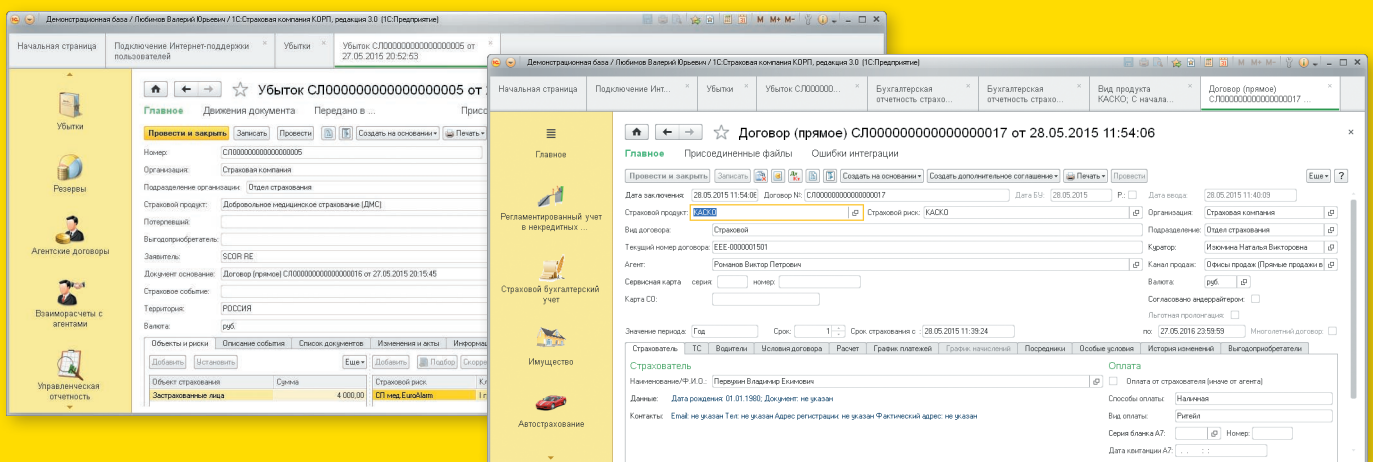 Демонстрационная база / Любимов Валерий Юрьевич / 1С:Страховая компания КОРП, редакция 3.0 (1С:Предприятие)
M M+ M-
Начальная страница
Подключение Интернет-поддержки пользователей
Убытки
Убыток СЛ000000000000000005 от 27.05.2015 20:52:53
Убытки
Резервы
Агентские договоры
Взаиморасчеты с агентами
Управленческая отчетность
Убыток СЛ000000000000000005 от
Главное Движения документа Передано в ... Присо
Провести и закрыть Записать Провести Создать на основании Печать
Номер: СЛ000000000000000005
Организация: Страховая компания
Подразделение организации: Отдел страхования
Страховой продукт: Добровольное медицинское страхование (ДМС)
Потерпевший:
Выгодоприобретатель:
Заявитель: SCOR RE
Документ основание: Договор (прямое) СЛ000000000000000016 от 27.05.2015 20:15:45
Страховое событие:
Территория: РОССИЯ
Валюта: руб.
Объекты и риски Описание события Список документов Изменения и акты Информац
Добавить Установить Еще Добавить Подбор Скорре
Объект страхования Сумма Страховой риск Кл
Застрахованные лица 4 000,00 СП мед.EuroAlarm I г
Демонстрационная база / Любимов Валерий Юрьевич / 1С:Страховая компания КОРП, редакция 3.0 (1С:Предприятие)
M M+ M-
Начальная страница
Подключение Инт...
Убытки
Убыток СЛ000000...
Бухгалтерская отчетность страхо...
Бухгалтерская отчетность страхо...
Вид продукта КАСКО; С начала...
Договор (прямое) СЛ000000000000000017 ...
Главное
Регламентированный учет в некредитных ...
Страховой бухгалтерский учет
Имущество
Автострахование
Договор (прямое) СЛ000000000000000017 от 28.05.2015 11:54:06
Главное Присоединенные файлы Ошибки интеграции
Провести и закрыть Записать Создать на основании Создать дополнительное соглашение Печать Провести Еще ?
Дата заключения: 28.05.2015 11:54:06 Договор №: СЛ000000000000000017 Дата БУ: 28.05.2015 Р.: Дата ввода: 28.05.2015 11:40:09
Страховой продукт: КАСКО Страховой риск: КАСКО Организация: Страховая компания
Вид договора: Страховой Подразделение: Отдел страхования
Текущий номер договора: ЕЕЕ-0000001501 Куратор: Изюмина Наталья Викторовна
Агент: Романов Виктор Петрович Канал продаж: Офисы продаж (Прямые продажи в
Сервисная карта серия: номер: Валюта: руб.
Карта СО: Согласовано андеррайтером:
Льготная пролонгация:
Значение периода: Год Срок: 1 Срок страхования с : 28.05.2015 11:39:24 по: 27.05.2016 23:59:59 Многолетний договор:
Страхователь ТС Водители Условия договора Расчет График платежей График начислений Посредники Особые условия История изменений Выгодоприобретатели
Страхователь Оплата
Наименование/Ф.И.О.: Первухин Владимир Екимович Оплата от страхователя (иначе от агента)
Данные: Дата рождения: 01.01.1980; Документ: не указан Способы оплаты: Наличная
Контакты: Email: не указан Тел: не указан Адрес регистрации: не указан Фактический адрес: не указан Вид оплаты: Ритейл
Серия бланка А7: Номер:
Дата квитанции А7: . . : :